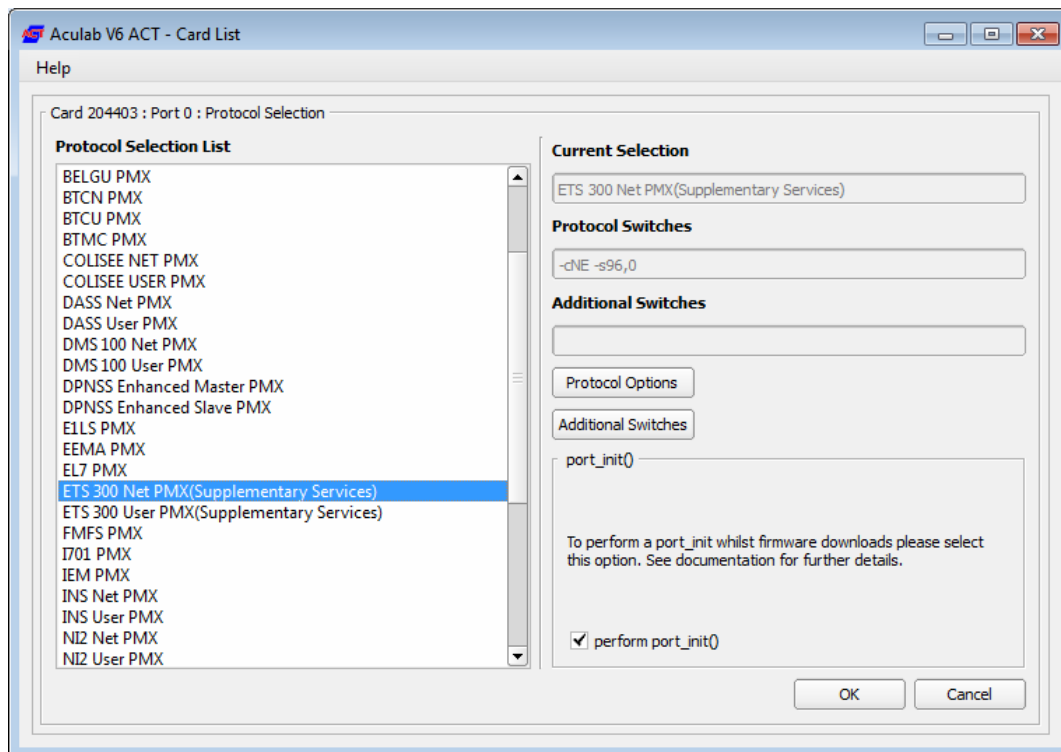 Aculab V6 ACT - Card List
Help
Card 204403 : Port 0 : Protocol Selection
Protocol Selection List
BELGU PMX
BTCN PMX
BTCU PMX
BTMC PMX
COLISEE NET PMX
COLISEE USER PMX
DASS Net PMX
DASS User PMX
DMS 100 Net PMX
DMS 100 User PMX
DPNSS Enhanced Master PMX
DPNSS Enhanced Slave PMX
E1LS PMX
EEMA PMX
EL7 PMX
ETS 300 Net PMX(Supplementary Services)
ETS 300 User PMX(Supplementary Services)
FMFS PMX
I701 PMX
IEM PMX
INS Net PMX
INS User PMX
NI2 Net PMX
NI2 User PMX
Current Selection
ETS 300 Net PMX(Supplementary Services)
Protocol Switches
-cNE -s96,0
Additional Switches
Protocol Options
Additional Switches
port_init()
To perform a port_init whilst firmware downloads please select
this option. See documentation for further details.
perform port_init()
OK
Cancel